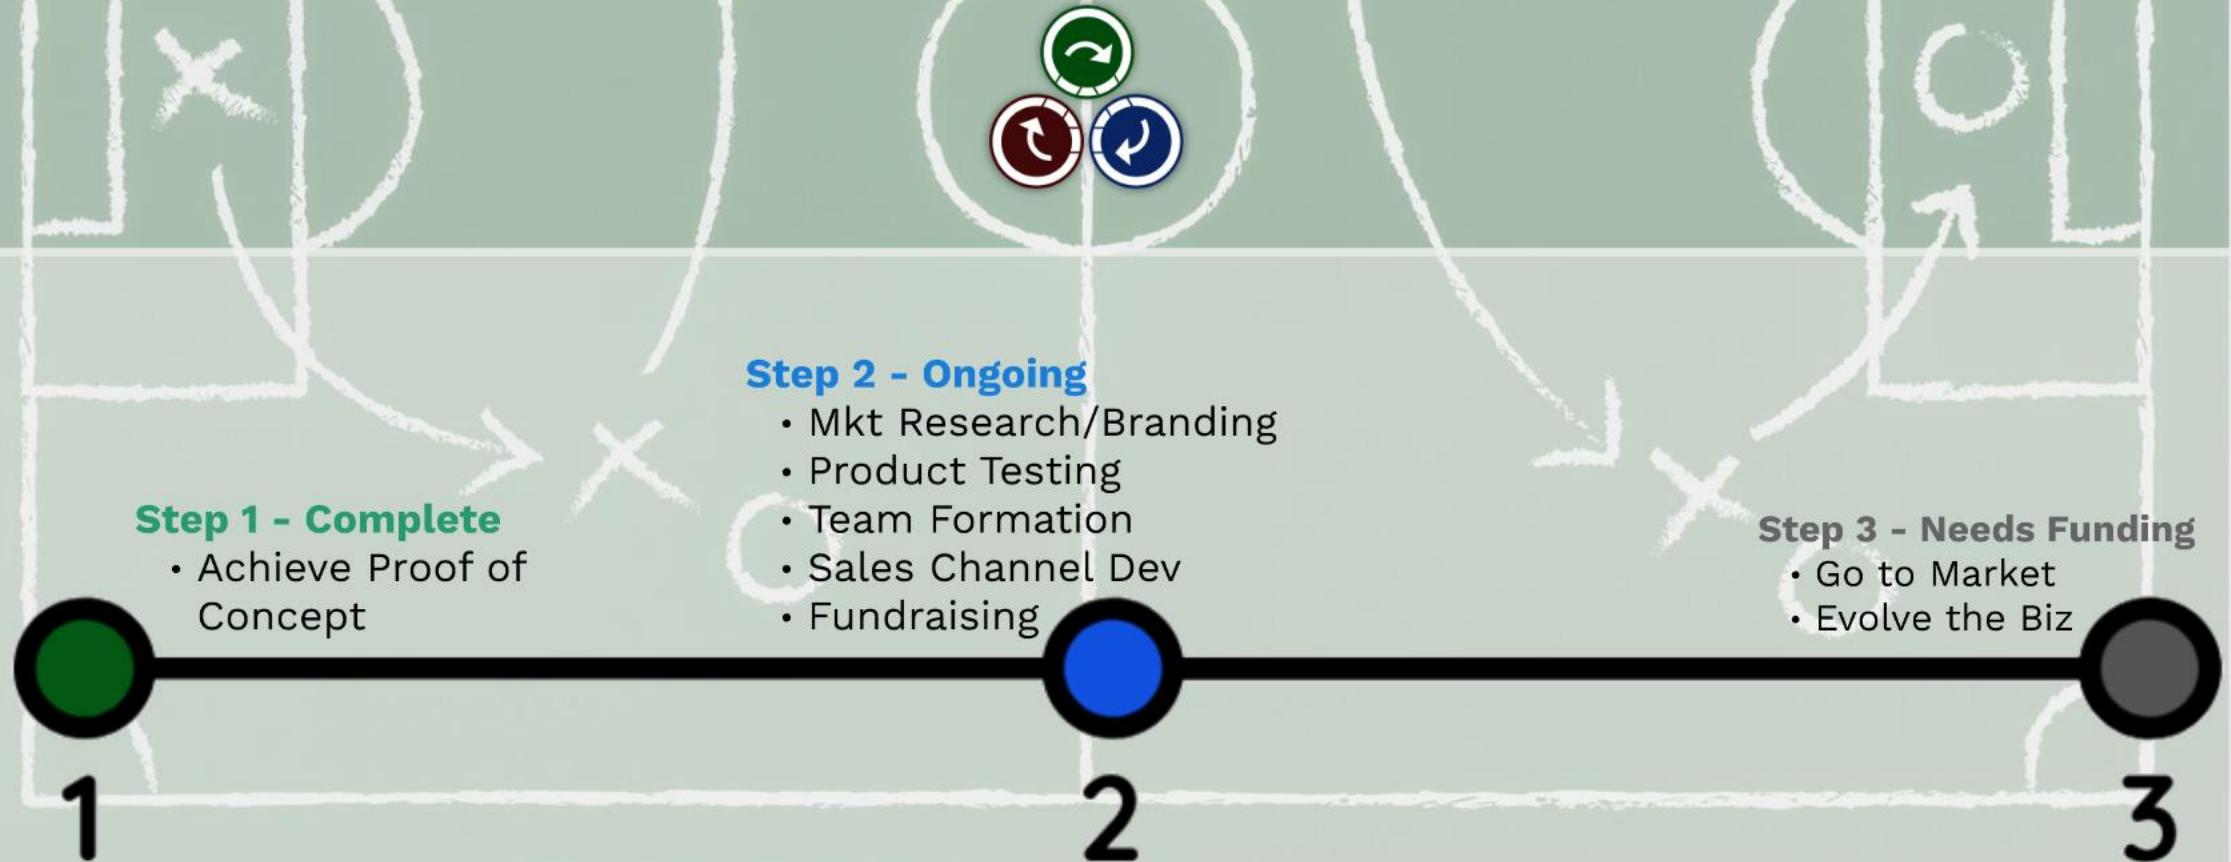 Step 1 - Complete
• Achieve Proof of
Concept
Step 2 - Ongoing
• Mkt Research/Branding
• Product Testing
• Team Formation
• Sales Channel Dev
• Fundraising
Step 3 - Needs Funding
• Go to Market
• Evolve the Biz
1
2
3